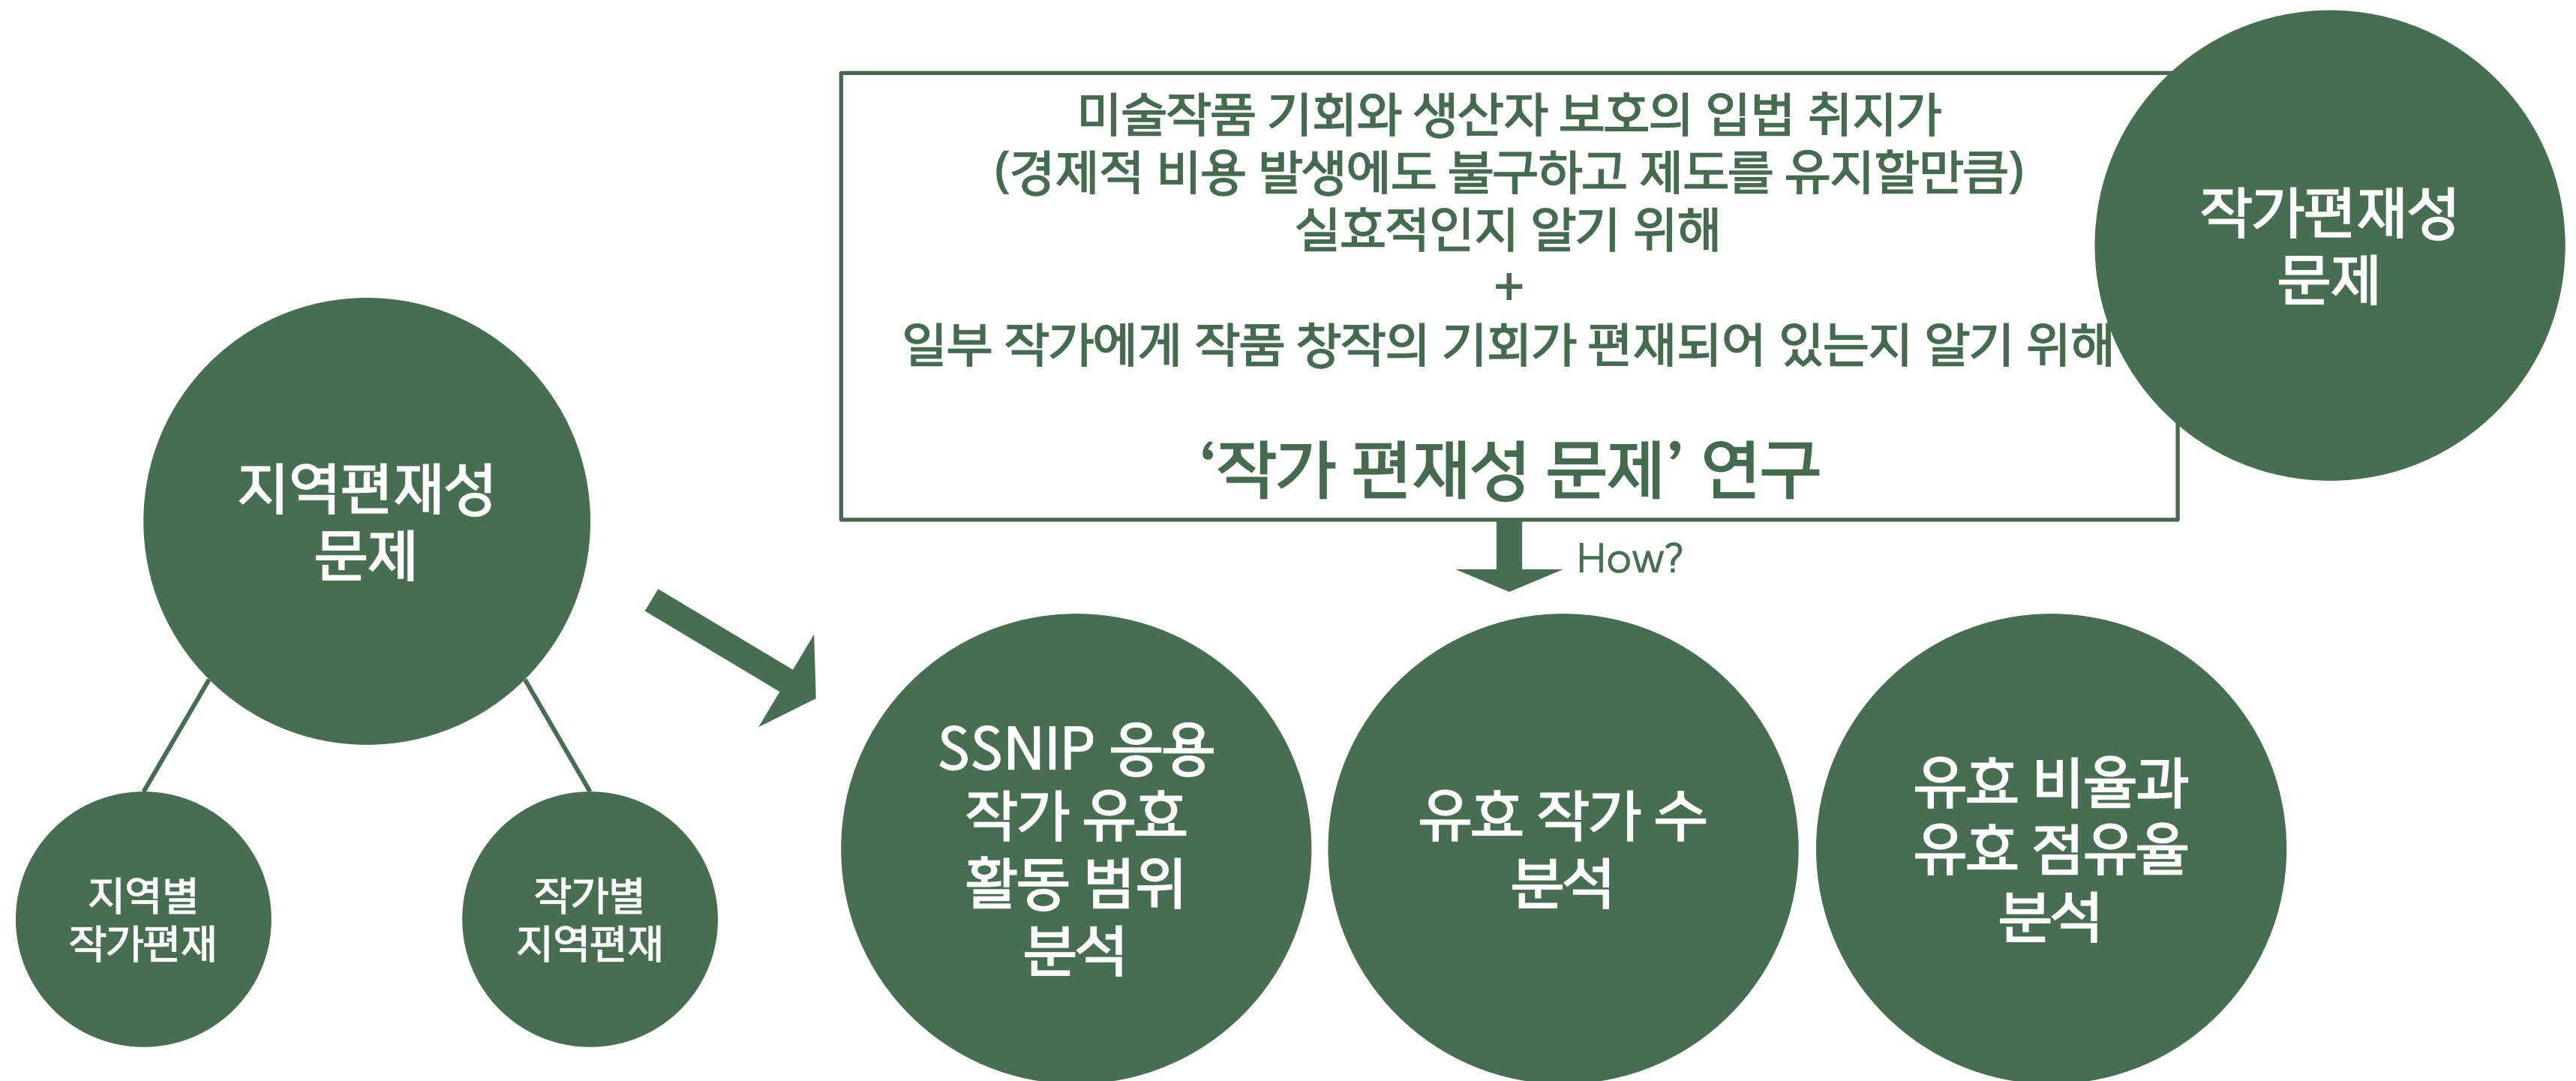 미술작품 기회와 생산자 보호의 입법 취지가
(경제적 비용 발생에도 불구하고 제도를 유지할만큼)
실효적인지 알기 위해
+
일부 작가에게 작품 창작의 기회가 편재되어 있는지 알기 위해
‘작가 편재성 문제’ 연구
작가편재성
문제
지역편재성
문제
How?
지역별
작가편재
작가별
지역편재
SSNIP 응용
작가 유효
활동 범위
분석
유효 작가 수
분석
유효 비율과
유효 점유율
분석